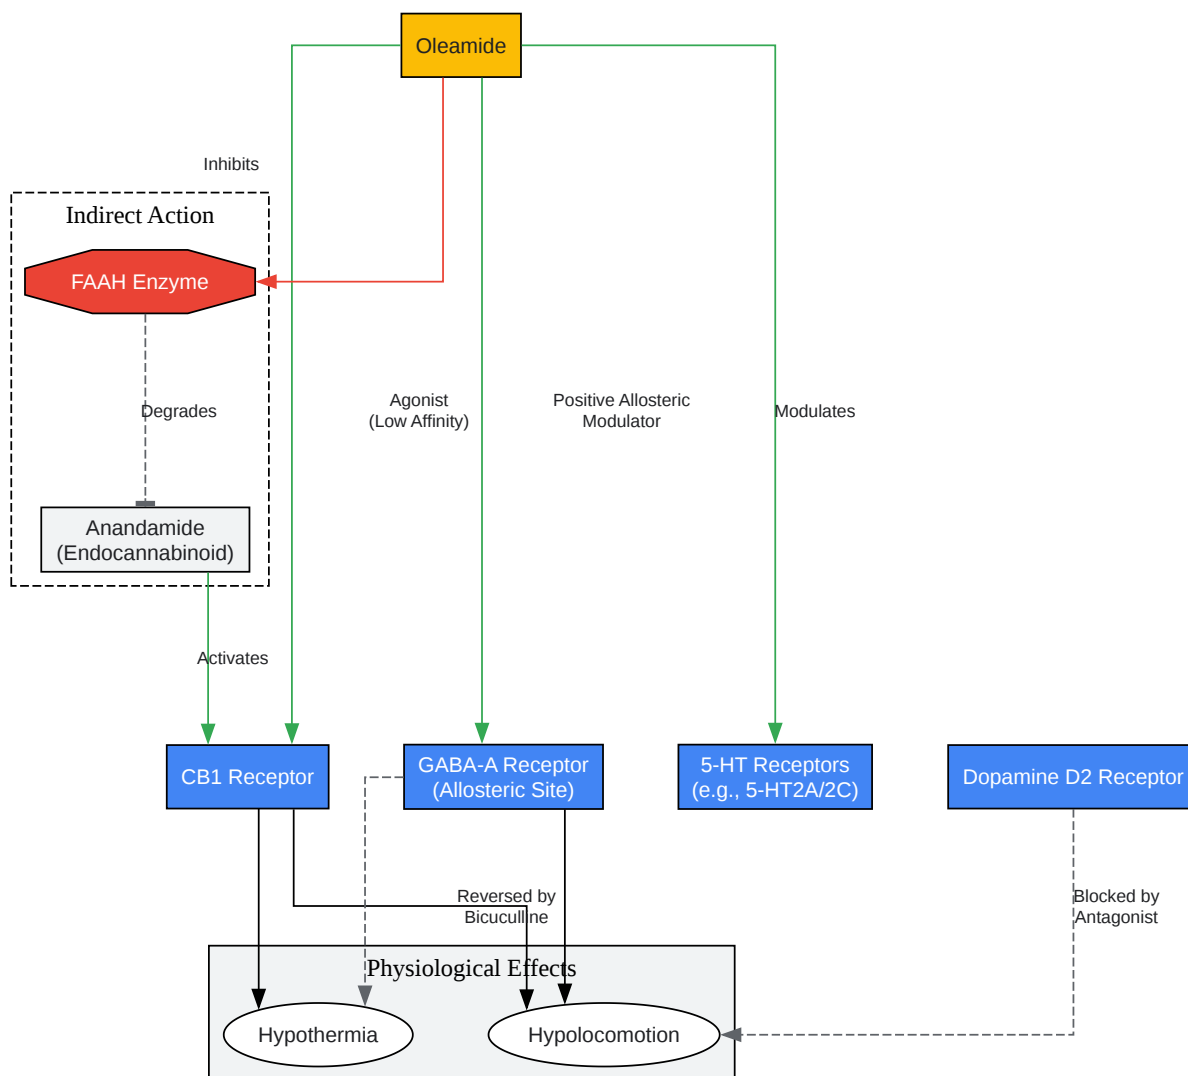 Oleamide
Inhibits
Indirect Action
FAAH Enzyme
Degrades
Agonist
(Low Affinity)
Positive Allosteric
Modulator
Modulates
Anandamide
(Endocannabinoid)
Activates
CB1 Receptor
GABA-A Receptor
(Allosteric Site)
5-HT Receptors
(e.g., 5-HT2A/2C)
Dopamine D2 Receptor
Reversed by
Bicuculline
Blocked by
Antagonist
Physiological Effects
Hypothermia
Hypolocomotion